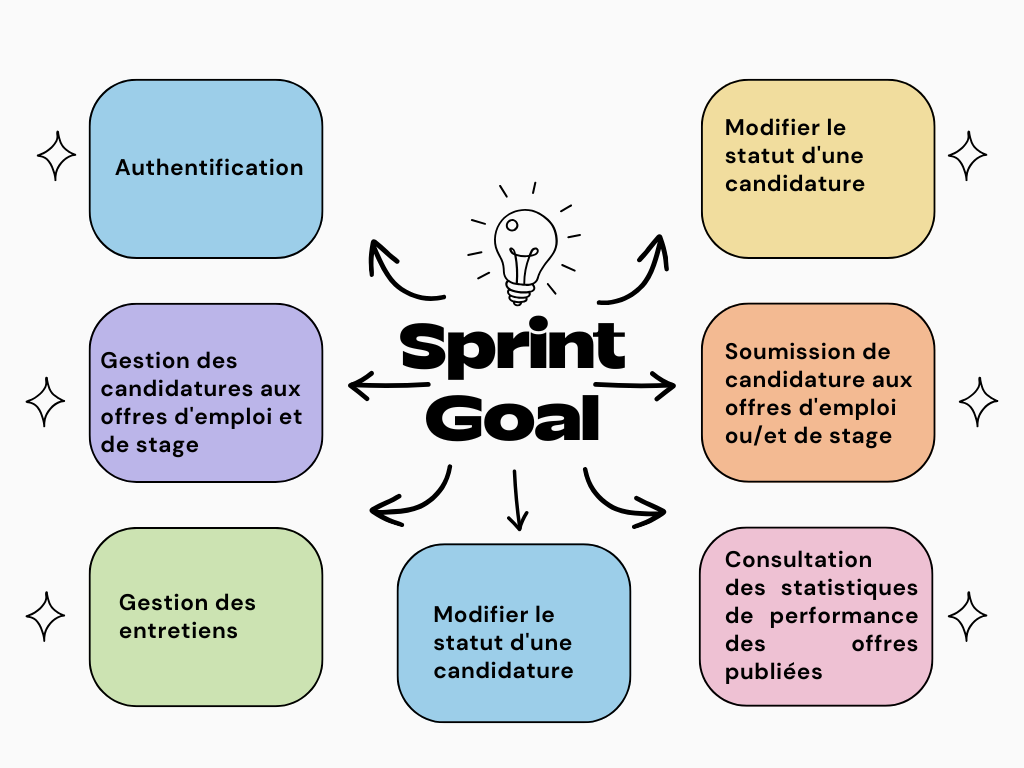 Authentification
Modifier le
statut d'une
candidature
Sprint
Goal
Gestion des
candidatures aux
offres d'emploi et
de stage
Soumission de
candidature aux
offres d'emploi
ou/et de stage
Gestion des
entretiens
Modifier le
statut d'une
candidature
Consultation
des statistiques
de performance
des offres
publiées